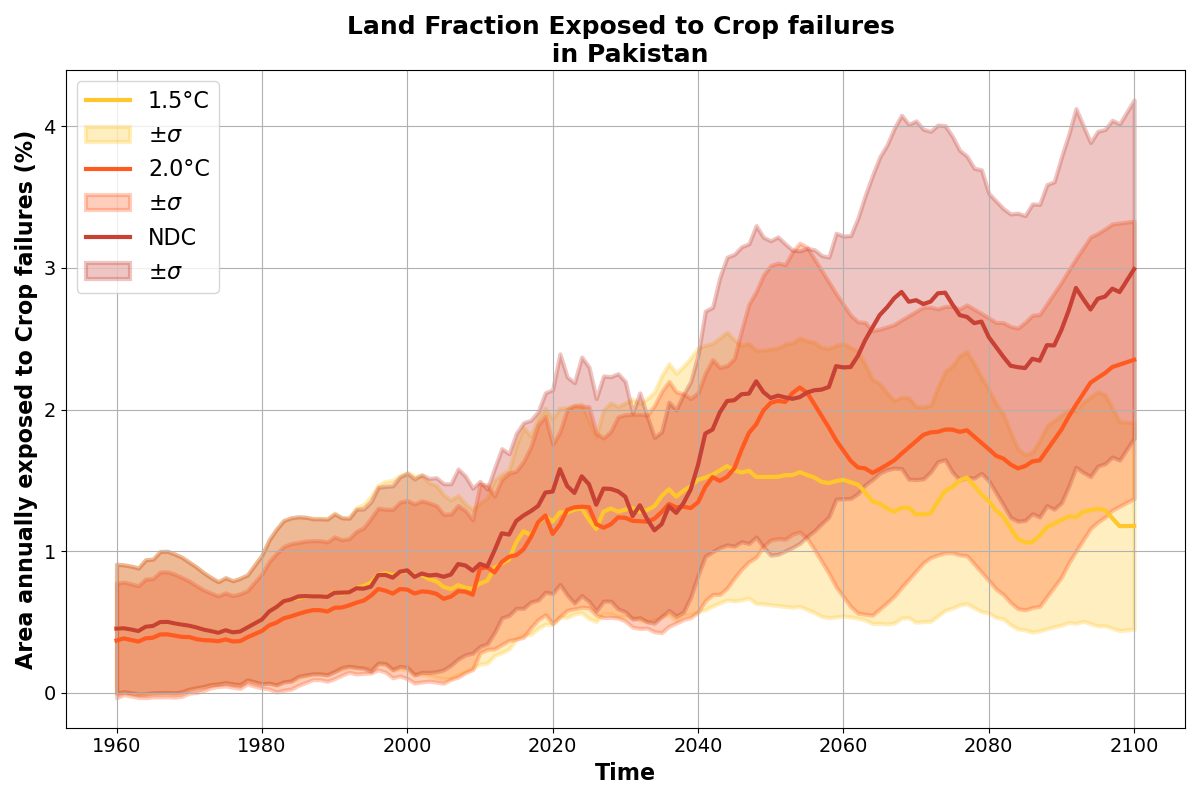 Land Fraction Exposed to Crop failures
in Pakistan
Area annually exposed to Crop failures (%)
4
3
2
1
0
1.5°C
±σ
2.0°C
±σ
NDC
±σ
1960 1980 2000 2020 2040 2060 2080 2100
Time